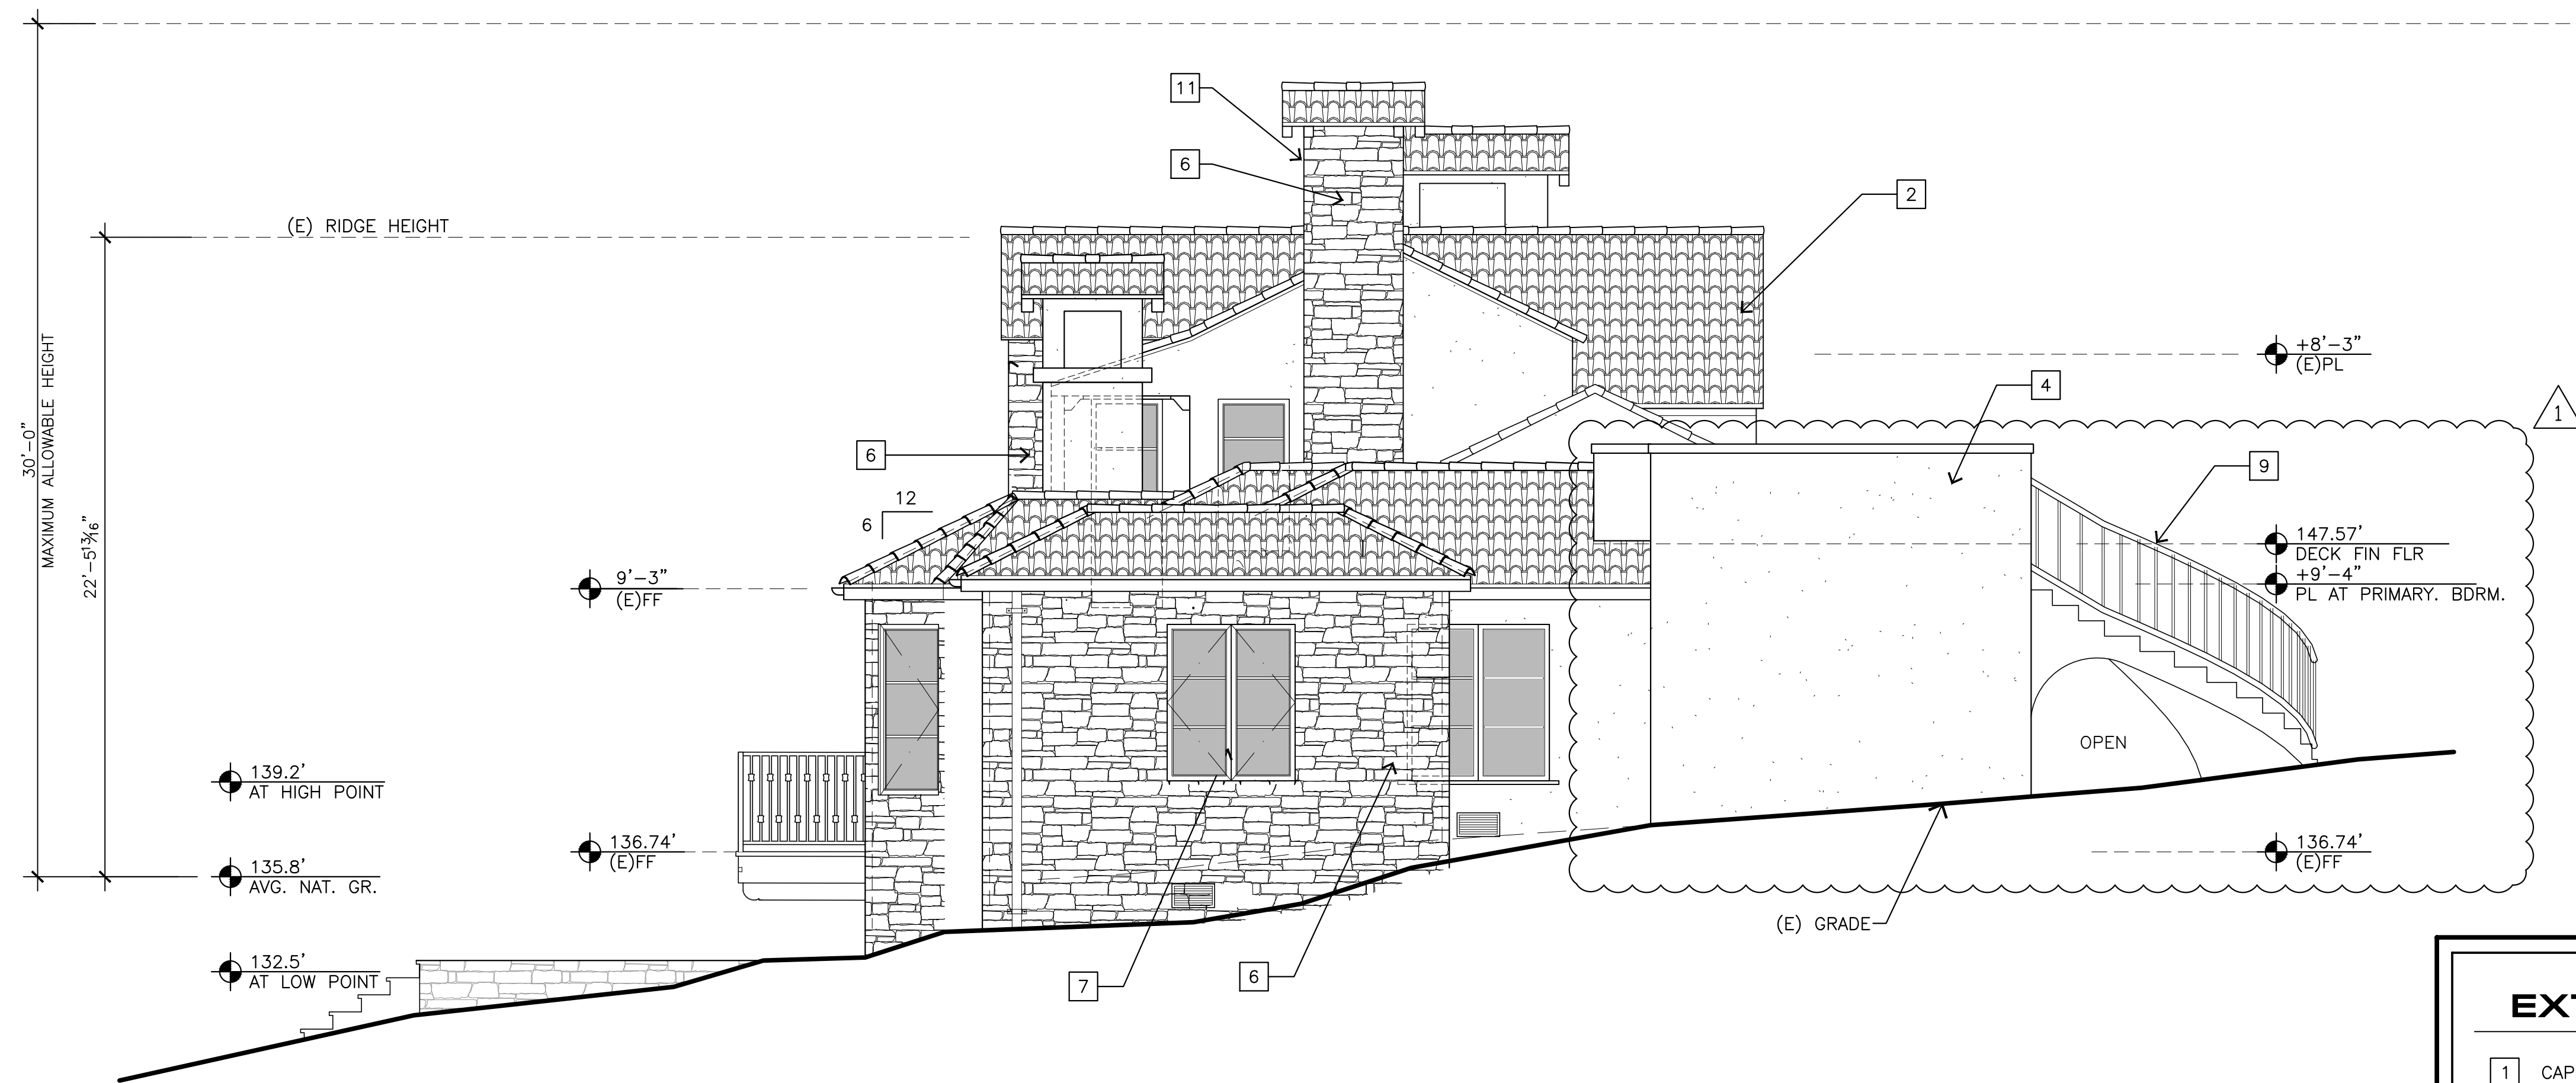 11
6
2
(E) RIDGE HEIGHT
+8'-3"
(E)PL
4
1
30'-0"
MAXIMUM ALLOWABLE HEIGHT
22'-5 13/16"
6
9
12
6
147.57'
DECK FIN FLR
9'-3"
(E)FF
+9'-4"
PL AT PRIMARY. BDRM.
OPEN
139.2'
AT HIGH POINT
136.74'
(E)FF
136.74'
(E)FF
135.8'
AVG. NAT. GR.
(E) GRADE
132.5'
AT LOW POINT
7
6
EXT
1 CAP